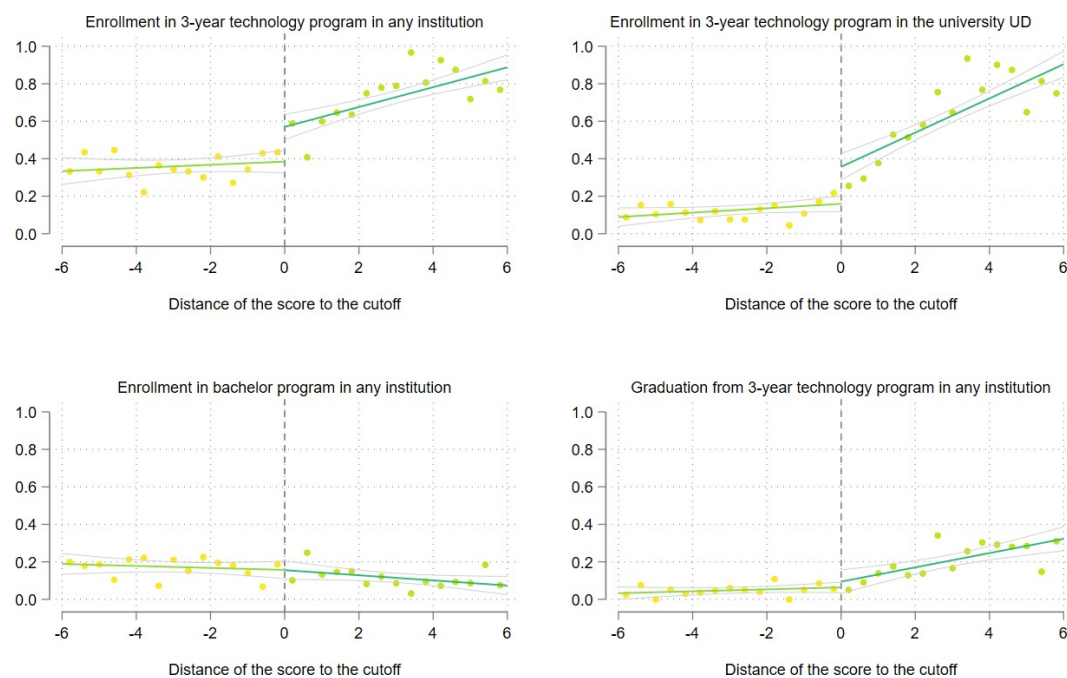 Enrollment in 3-year technology program in any institution
1.0
0.8
0.6
0.4
0.2
0.0
-6 -4 -2 0 2 4 6
Distance of the score to the cutoff
Enrollment in 3-year technology program in the university UD
1.0
0.8
0.6
0.4
0.2
0.0
-6 -4 -2 0 2 4 6
Distance of the score to the cutoff
Enrollment in bachelor program in any institution
1.0
0.8
0.6
0.4
0.2
0.0
-6 -4 -2 0 2 4 6
Distance of the score to the cutoff
Graduation from 3-year technology program in any institution
1.0
0.8
0.6
0.4
0.2
0.0
-6 -4 -2 0 2 4 6
Distance of the score to the cutoff